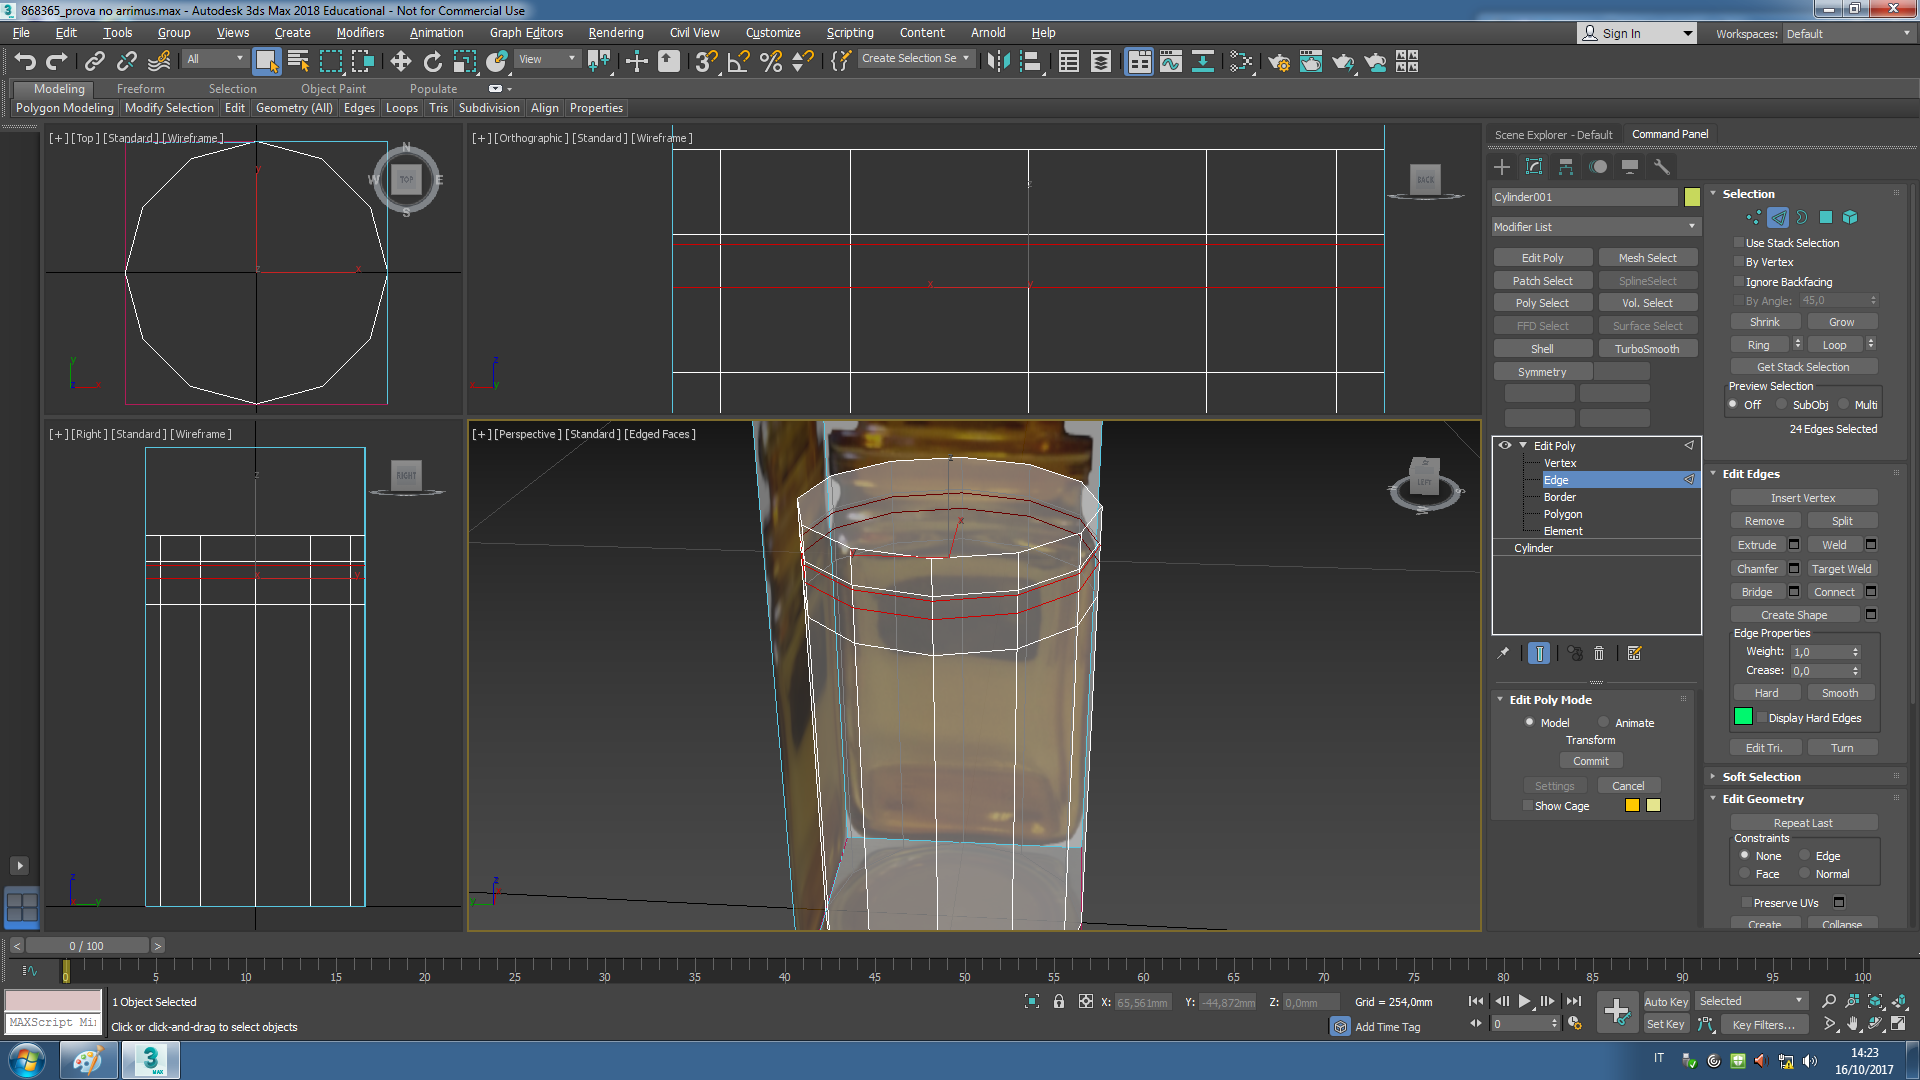 868365_prova no arrimus.max - Autodesk 3ds Max 2018 Educational - Not for Commercial Use
File Edit Tools Group Views Create Modifiers Animation Graph Editors Rendering Civil View Customize Scripting Content Arnold Help Sign In Workspaces: Default
All View Create Selection Se
Modeling Freeform Selection Object Paint Populate
Polygon Modeling Modify Selection Edit Geometry (All) Edges Loops Tris Subdivision Align Properties
[+] [Top ] [Standard ] [Wireframe ]
[+] [Orthographic ] [Standard ] [Wireframe ]
N
W TOP E
S
BACK
y
x
z
z
x
y
[+] [Right ] [Standard ] [Wireframe ]
[+] [Perspective ] [Standard ] [Edged Faces ]
RIGHT
LEFT
Scene Explorer - Default Command Panel
Cylinder001
Modifier List
Edit Poly Mesh Select
Patch Select SplineSelect
Poly Select Vol. Select
FFD Select Surface Select
Shell TurboSmooth
Symmetry
Edit Poly
Vertex
Edge
Border
Polygon
Element
Cylinder
Edit Poly Mode
Model Animate
Transform
Commit
Settings Cancel
Show Cage
Selection
Use Stack Selection
By Vertex
Ignore Backfacing
By Angle: 45,0
Shrink Grow
Ring Loop
Get Stack Selection
Preview Selection
Off SubObj Multi
24 Edges Selected
Edit Edges
Insert Vertex
Remove Split
Extrude Weld
Chamfer Target Weld
Bridge Connect
Create Shape
Edge Properties
Weight: 1,0
Crease: 0,0
Hard Smooth
Display Hard Edges
Edit Tri. Turn
Soft Selection
Edit Geometry
Repeat Last
Constraints
None Edge
Face Normal
Preserve UVs
Create Collapse
< 0 / 100 >
0 5 10 15 20 25 30 35 40 45 50 55 60 65 70 75 80 85 90 95 100
1 Object Selected
X: 65,561mm Y: -44,872mm Z: 0,0mm Grid = 254,0mm
Auto Key Selected
MAXScript Mi
Click or click-and-drag to select objects
Add Time Tag
0
Set Key Key Filters...
3
MAX
IT
14:23
16/10/2017